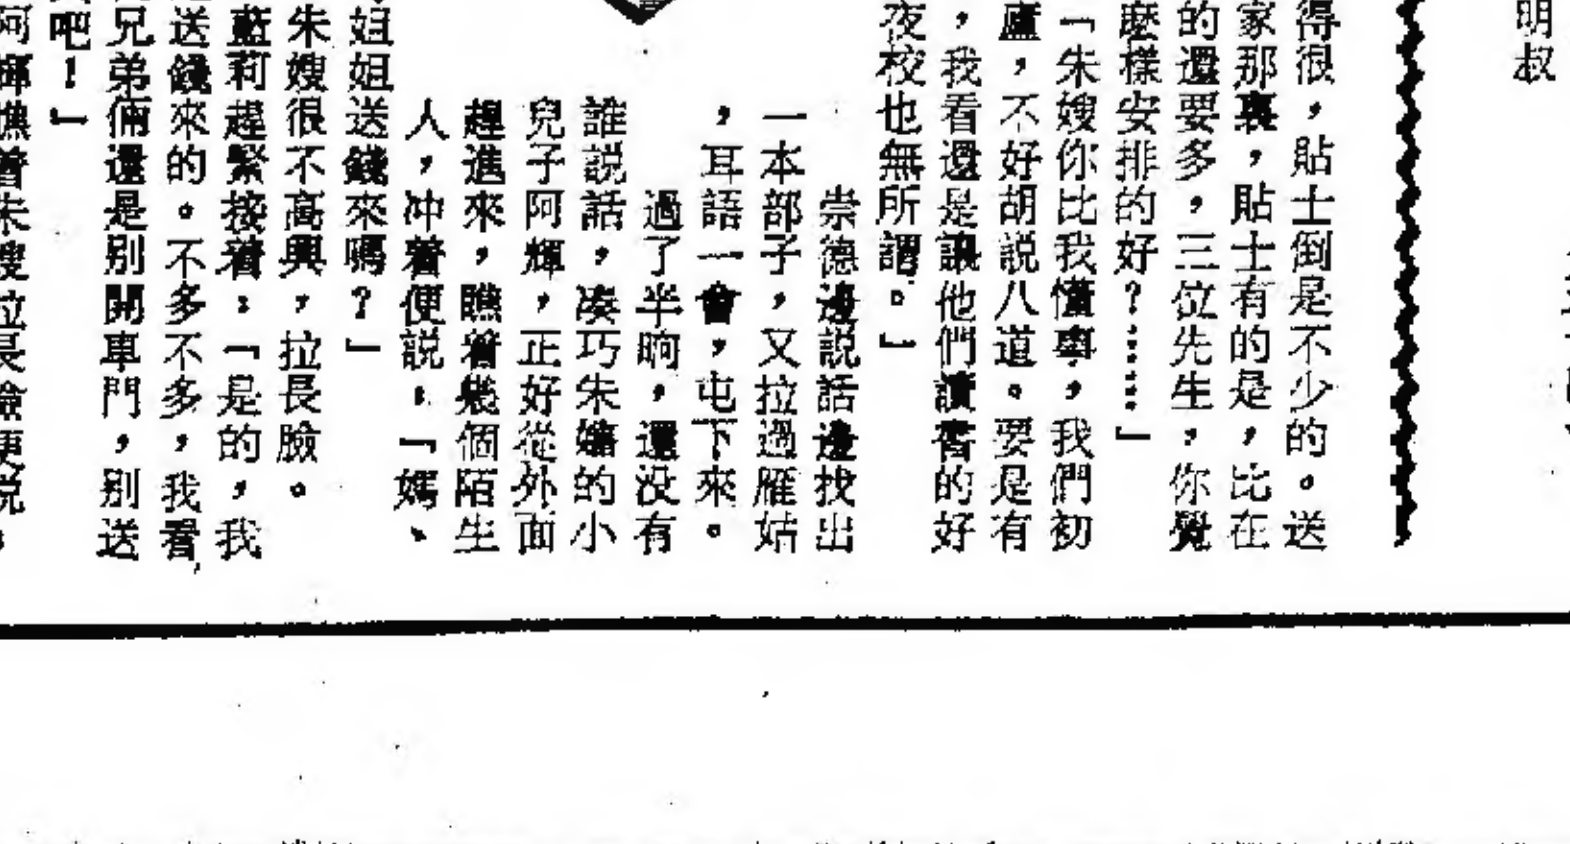 明叔
得很，貼士倒是不少的。送
家那裏，貼士有的是，比在
的還要多，三位先生，你覺
麼樣安排的好？……」
「朱嫂你比我懂事，我們初
廬，不好胡說八道。要是有
，我看還是讓他們讀書的好
夜校也無所謂。」
崇德邊說話邊找出
一本部子，又拉過雁姑
，耳語一會，屯下來。
過了半晌，還没有
誰說話，凑巧朱嬸的小
兒子阿輝，正好從外面
趕進來，瞧着幾個陌生
人，冲着便說：「媽、
姐姐送錢來嗎？」
朱嫂很不高興，拉長臉。
藍莉趕緊接着：「是的，我
送錢來的。不多不多，我看
兄弟倆還是別開車門，別送
吧！」
阿輝瞧着朱嫂拉長臉便說：